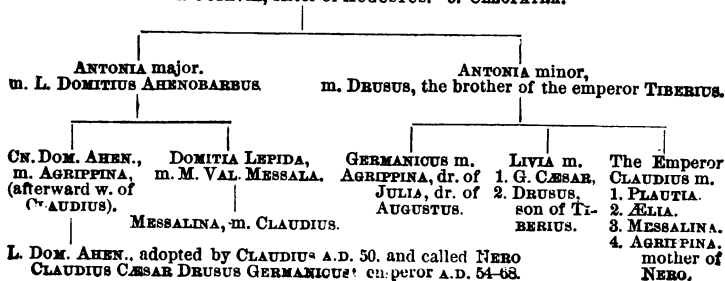 ANTONIA major.
m. L. DOMITIUS AHENOBARBUS.
ANTONIA minor,
m. DRUSUS, the brother of the emperor TIBERIUS.
CN. DOM. AHEN.,
m. AGRIPPINA,
(afterward w. of
CLAUDIUS).
DOMITIA LEPIDA,
m. M. VAL. MESSALA.
MESSALINA, m. CLAUDIUS.
GERMANICUS m.
AGRIPPINA, dr. of
JULIA, dr. of
AUGUSTUS.
LIVIA m.
1. G. CÆSAR,
2. DRUSUS,
son of TI-
BERIUS.
The Emperor
CLAUDIUS m.
1. PLAUTIA.
2. ÆLIA.
3. MESSALINA.
4. AGRIPPINA,
mother of
NERO.
L. DOM. AHEN., adopted by CLAUDIUS A.D. 50, and called NERO
CLAUDIUS CÆSAR DRUSUS GERMANICUS: emperor A.D. 54–68.